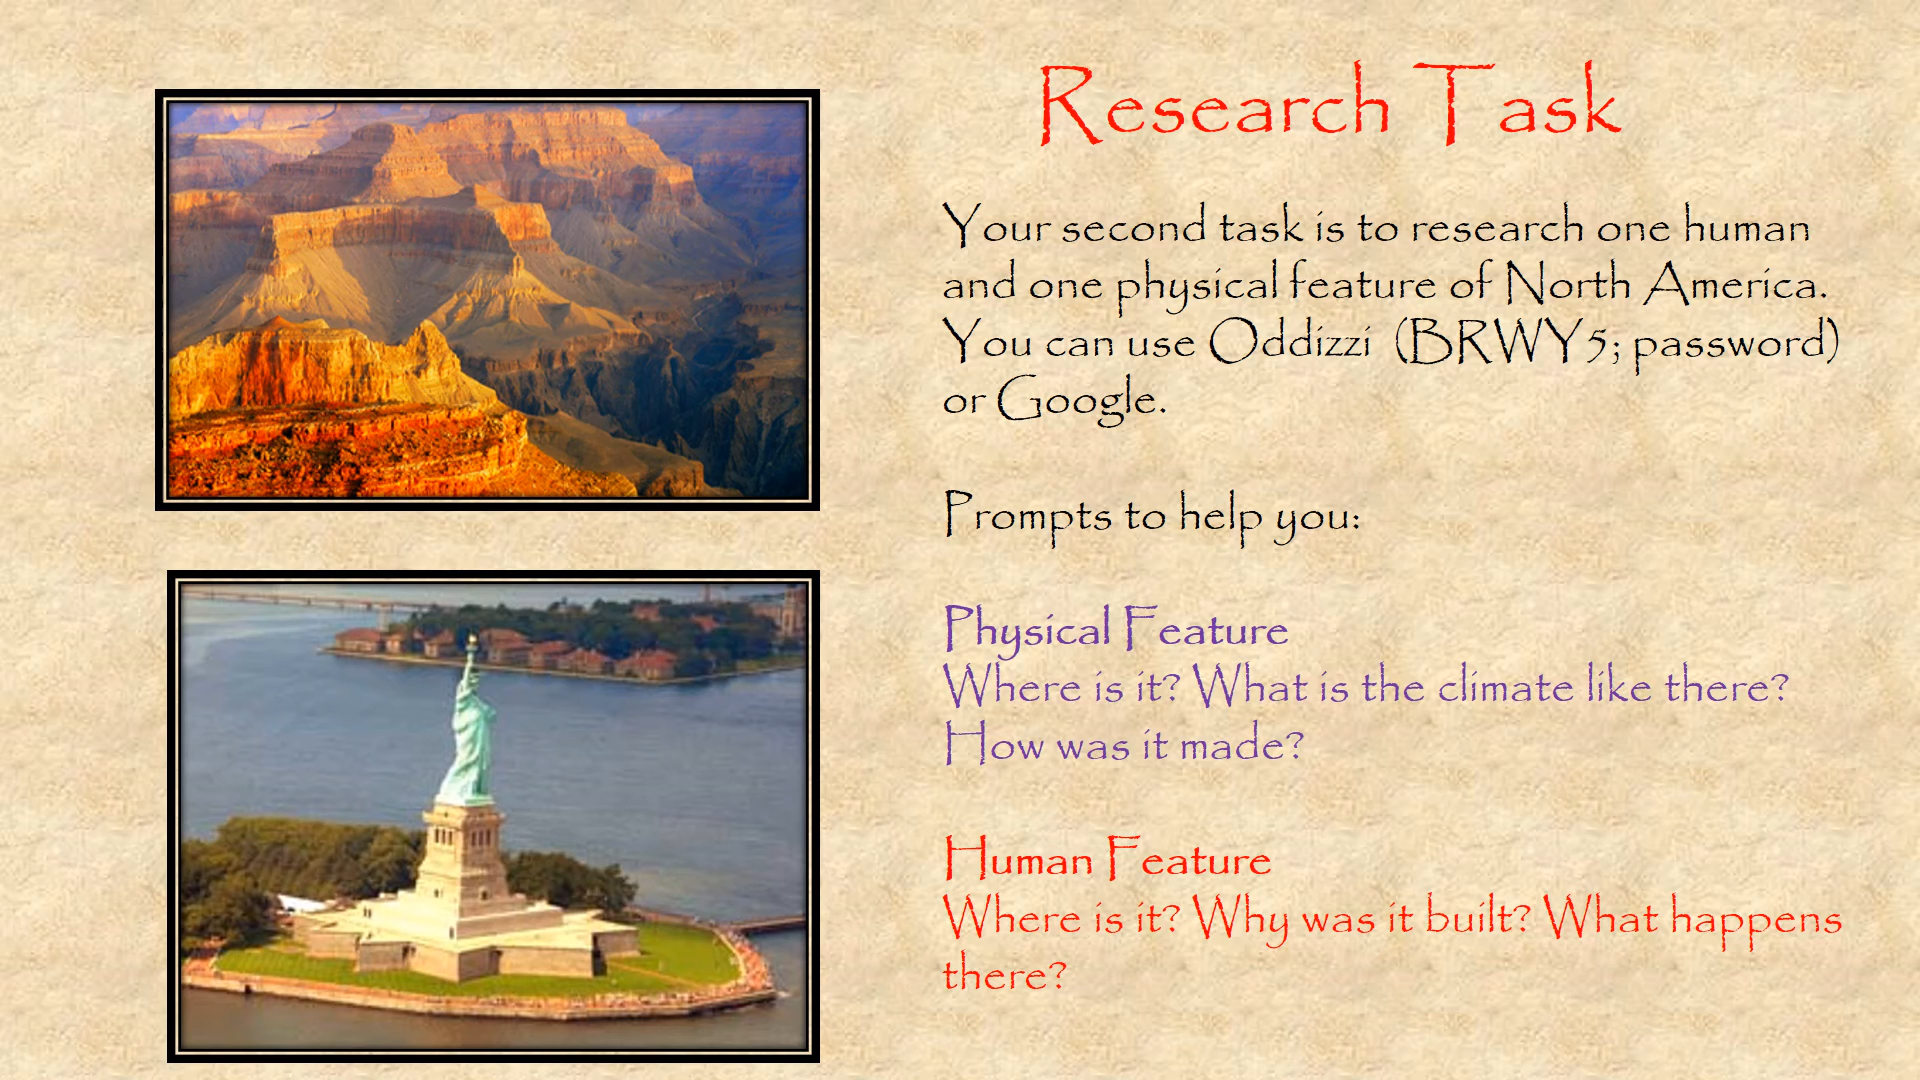 Research Task
Your second task is to research one human
and one physical feature of North America.
You can use Oddizzi (BRWY5; password)
or Google.
Prompts to help you:
Physical Feature
Where is it? What is the climate like there?
How was it made?
Human Feature
Where is it? Why was it built? What happens
there?